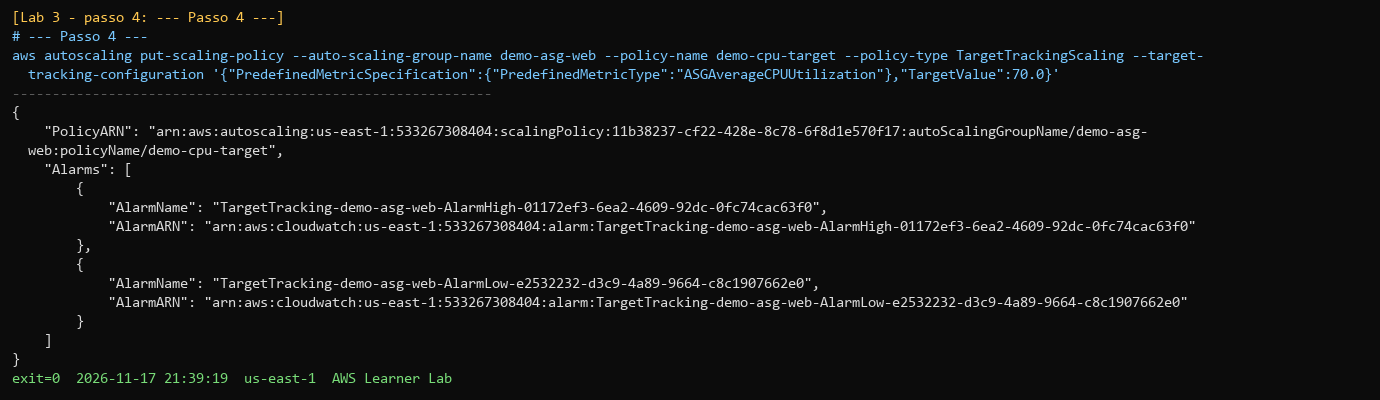 [Lab 3 - passo 4: --- Passo 4 ---]
# --- Passo 4 ---
aws autoscaling put-scaling-policy --auto-scaling-group-name demo-asg-web --policy-name demo-cpu-target --policy-type TargetTrackingScaling --target-
  tracking-configuration '{"PredefinedMetricSpecification":{"PredefinedMetricType":"ASGAverageCPUUtilization"},"TargetValue":70.0}'
------------------------------------------------------------
{
    "PolicyARN": "arn:aws:autoscaling:us-east-1:533267308404:scalingPolicy:11b38237-cf22-428e-8c78-6f8d1e570f17:autoScalingGroupName/demo-asg-
  web:policyName/demo-cpu-target",
    "Alarms": [
        {
            "AlarmName": "TargetTracking-demo-asg-web-AlarmHigh-01172ef3-6ea2-4609-92dc-0fc74cac63f0",
            "AlarmARN": "arn:aws:cloudwatch:us-east-1:533267308404:alarm:TargetTracking-demo-asg-web-AlarmHigh-01172ef3-6ea2-4609-92dc-0fc74cac63f0"
        },
        {
            "AlarmName": "TargetTracking-demo-asg-web-AlarmLow-e2532232-d3c9-4a89-9664-c8c1907662e0",
            "AlarmARN": "arn:aws:cloudwatch:us-east-1:533267308404:alarm:TargetTracking-demo-asg-web-AlarmLow-e2532232-d3c9-4a89-9664-c8c1907662e0"
        }
    ]
}
exit=0  2026-11-17 21:39:19  us-east-1  AWS Learner Lab